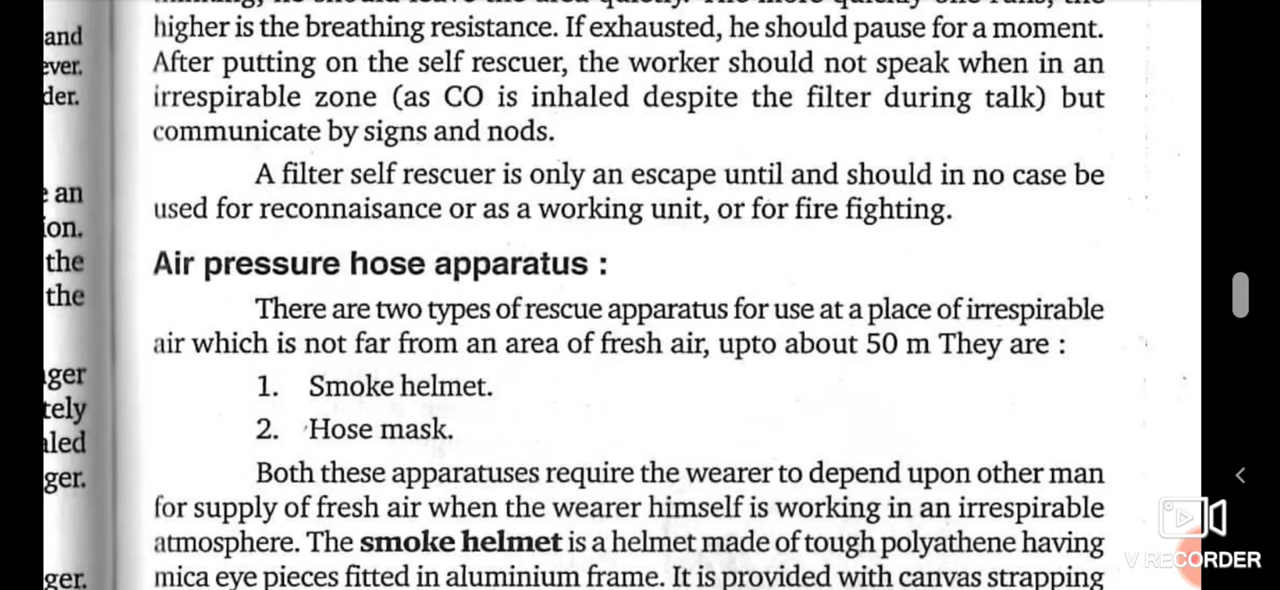 higher is the breathing resistance. If exhausted, he should pause for a moment.
After putting on the self rescuer, the worker should not speak when in an
irrespirable zone (as CO is inhaled despite the filter during talk) but
communicate by signs and nods.
A filter self rescuer is only an escape until and should in no case be
used for reconnaisance or as a working unit, or for fire fighting.
Air pressure hose apparatus :
There are two types of rescue apparatus for use at a place of irrespirable
air which is not far from an area of fresh air, upto about 50 m They are :
1. Smoke helmet.
2. Hose mask.
Both these apparatuses require the wearer to depend upon other man
for supply of fresh air when the wearer himself is working in an irrespirable
atmosphere. The smoke helmet is a helmet made of tough polyathene having
mica eye pieces fitted in aluminium frame. It is provided with canvas strapping
and
der.
an
the
the
ger.
ger.
V RECORDER